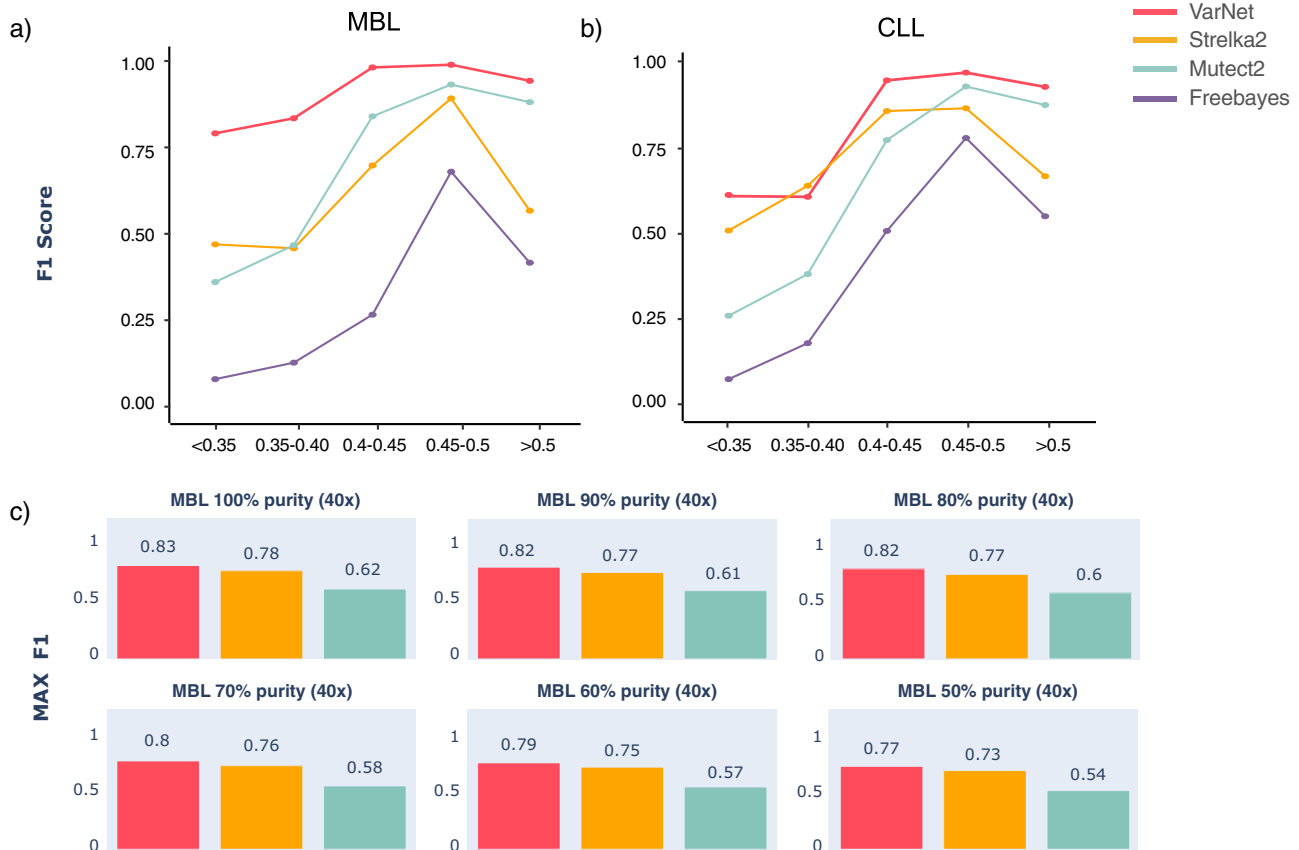 a)
MBL
b)
CLL
VarNet
Strelka2
Mutect2
Freebayes
F1 Score
1.00
0.75
0.50
0.25
0.00
<0.35 0.35-0.40 0.4-0.45 0.45-0.5 >0.5
1.00
0.75
0.50
0.25
0.00
<0.35 0.35-0.40 0.4-0.45 0.45-0.5 >0.5
c)
MAX F1
MBL 100% purity (40x)
1
0.5
0
0.83 0.78 0.62
MBL 90% purity (40x)
1
0.5
0
0.82 0.77 0.61
MBL 80% purity (40x)
1
0.5
0
0.82 0.77 0.6
MBL 70% purity (40x)
1
0.5
0
0.8 0.76 0.58
MBL 60% purity (40x)
1
0.5
0
0.79 0.75 0.57
MBL 50% purity (40x)
1
0.5
0
0.77 0.73 0.54